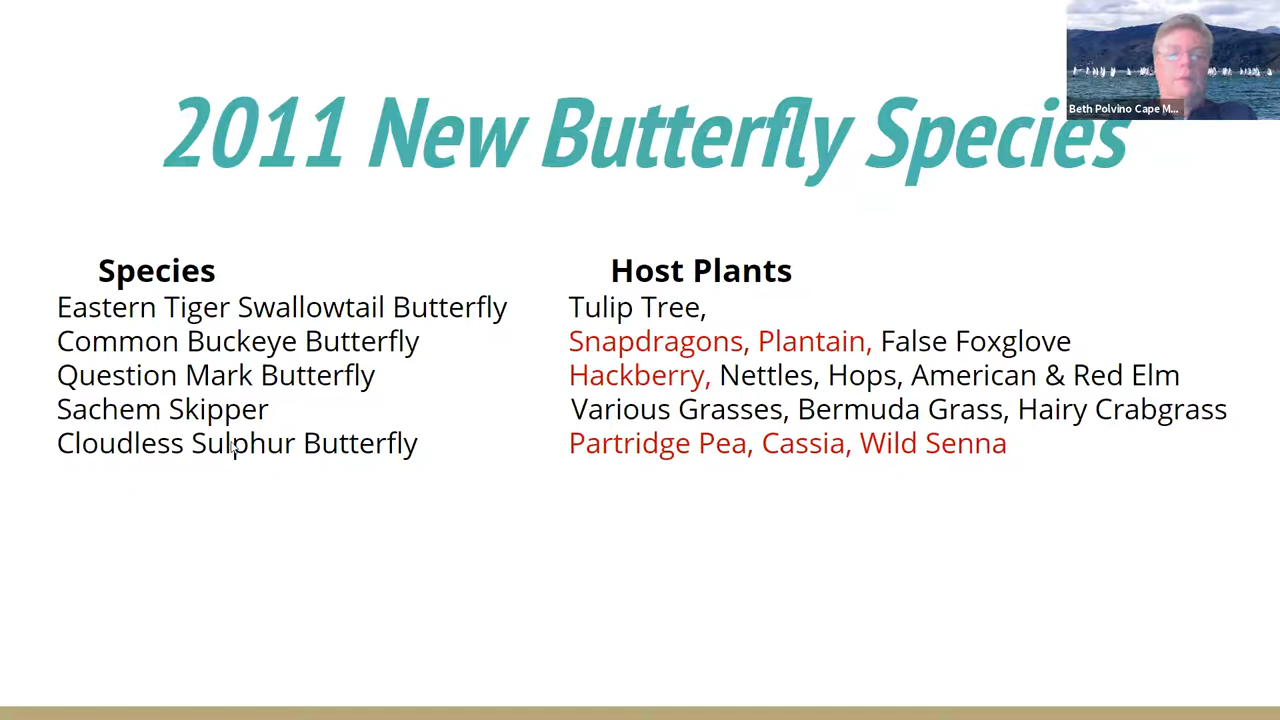 Beth Polvino Cape M...
2011 New Butterfly Species
Species
Eastern Tiger Swallowtail Butterfly
Common Buckeye Butterfly
Question Mark Butterfly
Sachem Skipper
Cloudless Sulphur Butterfly
Host Plants
Tulip Tree,
Snapdragons, Plantain, False Foxglove
Hackberry, Nettles, Hops, American & Red Elm
Various Grasses, Bermuda Grass, Hairy Crabgrass
Partridge Pea, Cassia, Wild Senna